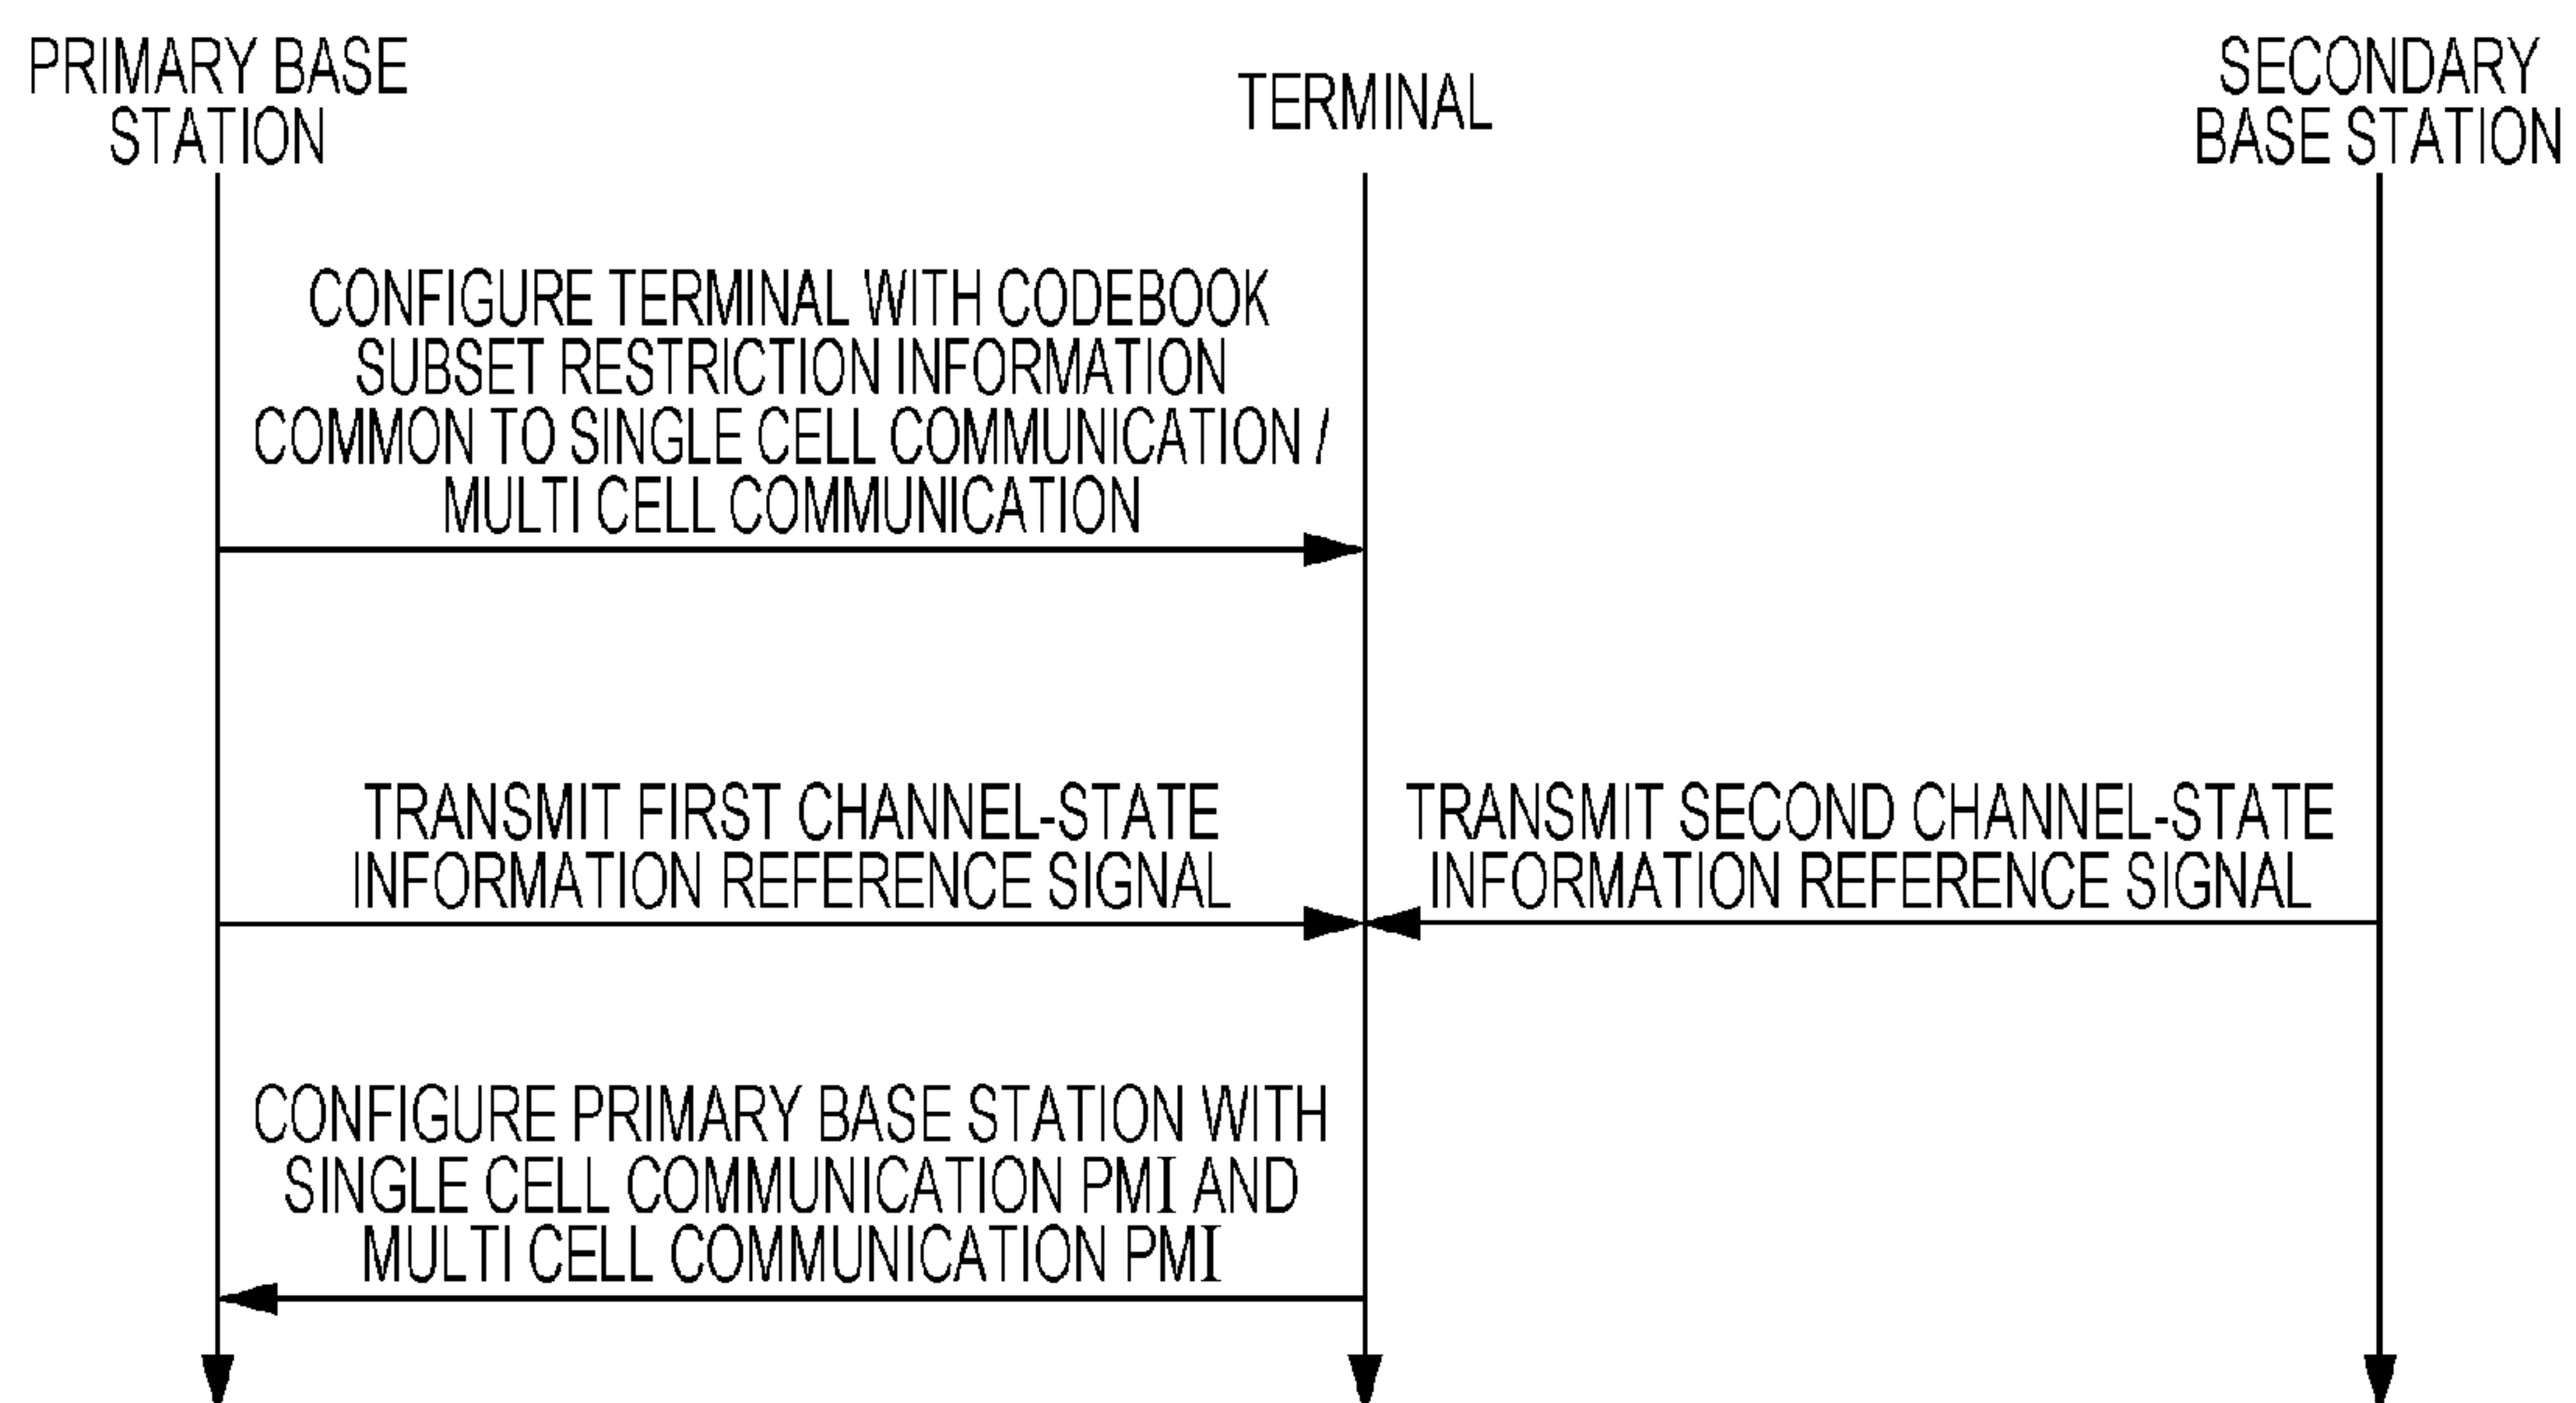 PRIMARY BASE
STATION
TERMINAL
SECONDARY
BASE STATION
CONFIGURE TERMINAL WITH CODEBOOK
SUBSET RESTRICTION INFORMATION
COMMON TO SINGLE CELL COMMUNICATION /
MULTI CELL COMMUNICATION
TRANSMIT FIRST CHANNEL-STATE
INFORMATION REFERENCE SIGNAL
TRANSMIT SECOND CHANNEL-STATE
INFORMATION REFERENCE SIGNAL
CONFIGURE PRIMARY BASE STATION WITH
SINGLE CELL COMMUNICATION PMI AND
MULTI CELL COMMUNICATION PMI